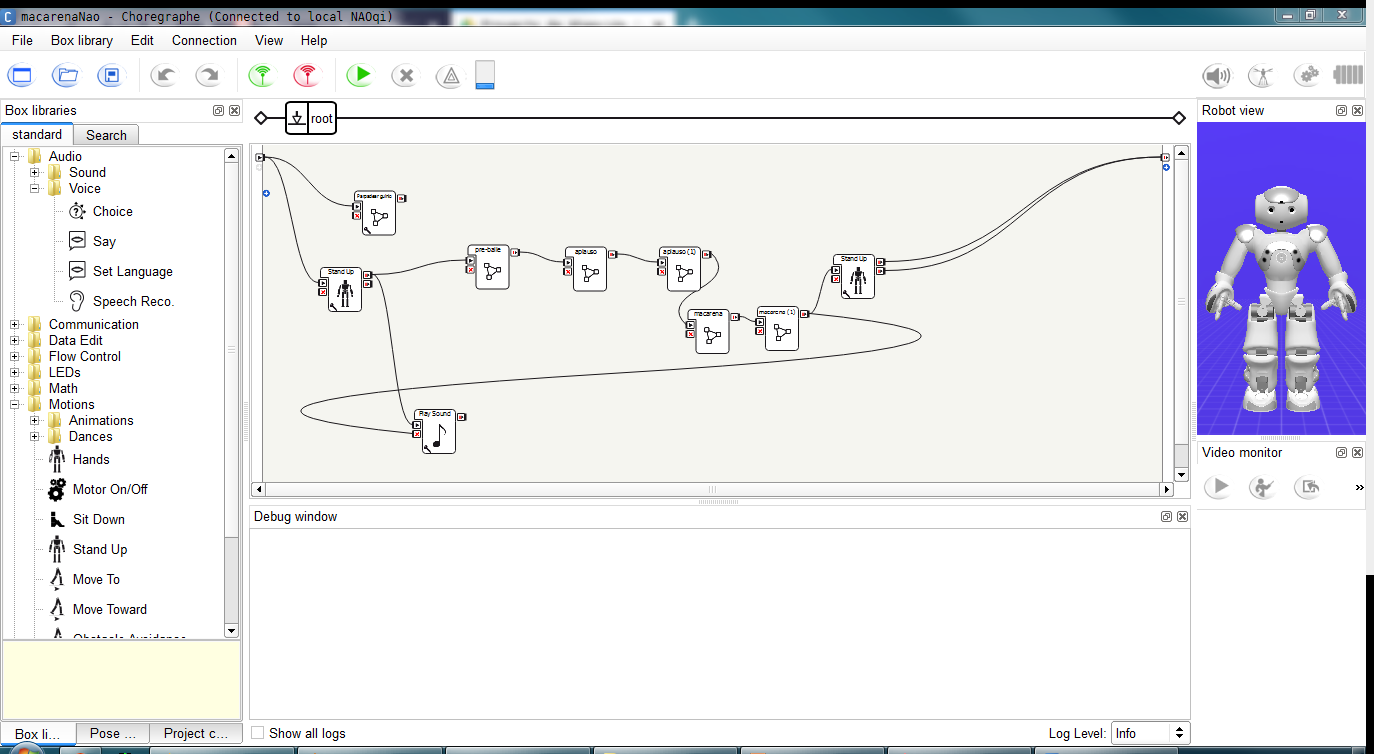 macarenaNao - Choregraphe (Connected to local NAOqi)
File Box library Edit Connection View Help
Box libraries
standard Search
Audio
Sound
Voice
Choice
Say
Set Language
Speech Reco.
Communication
Data Edit
Flow Control
LEDs
Math
Motions
Animations
Dances
Hands
Motor On/Off
Sit Down
Stand Up
Move To
Move Toward
Obstacle Avoidance
Box li... Pose ... Project c...
root
Stand Up
pre-baile
aplauso
aplauso (1)
macarena
macarena (1)
Stand Up
Play Sound
Debug window
Show all logs
Log Level: Info
Robot view
Video monitor
»